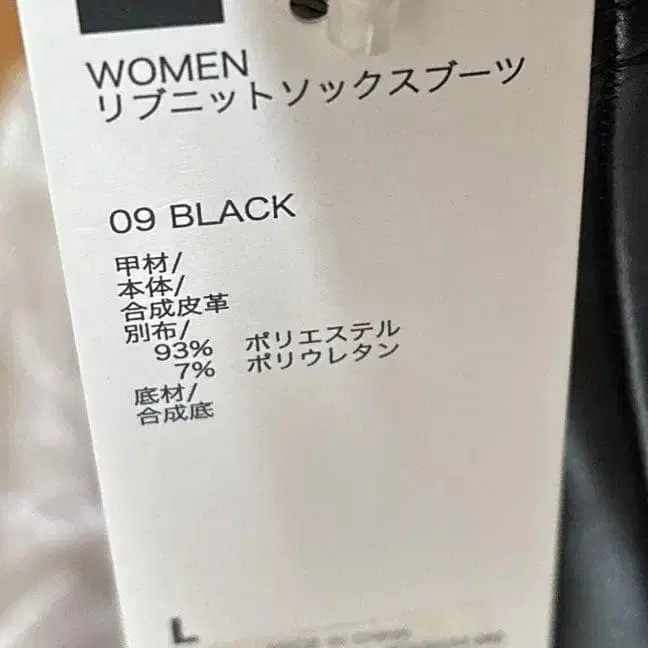 WOMEN
リブニットソックスブーツ
09 BLACK
甲材/
本体/
合成皮革
別布/
93% ポリエステル
7% ポリウレタン
底材/
合成底
L